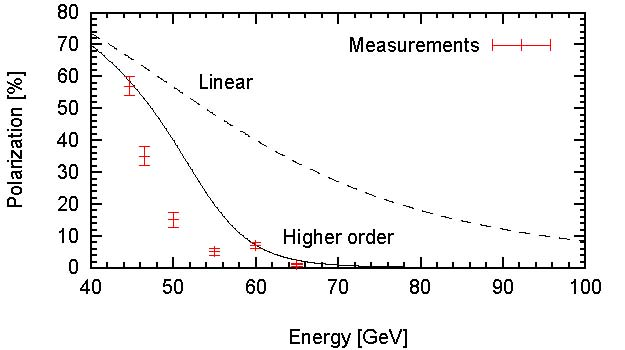 Polarization [%]
80
70
60
50
40
30
20
10
0
Measurements
Linear
Higher order
40 50 60 70 80 90 100
Energy [GeV]